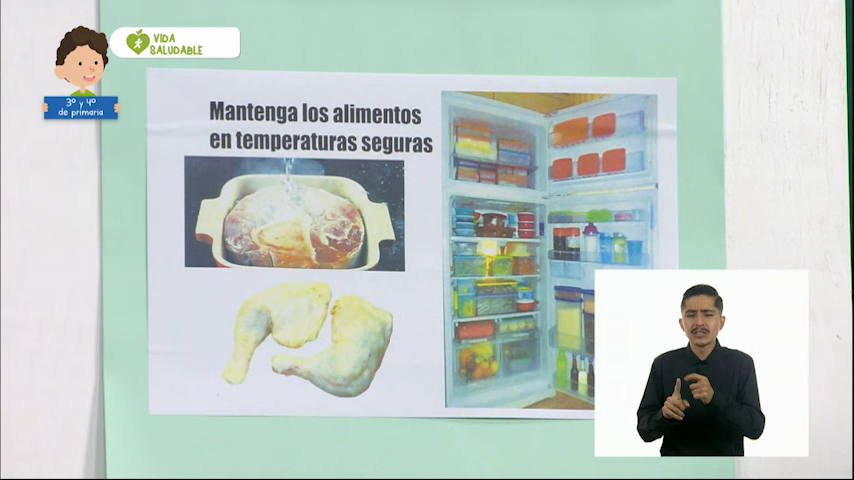 VIDA
SALUDABLE
3º y 4º
de primaria
Mantenga los alimentos
en temperaturas seguras